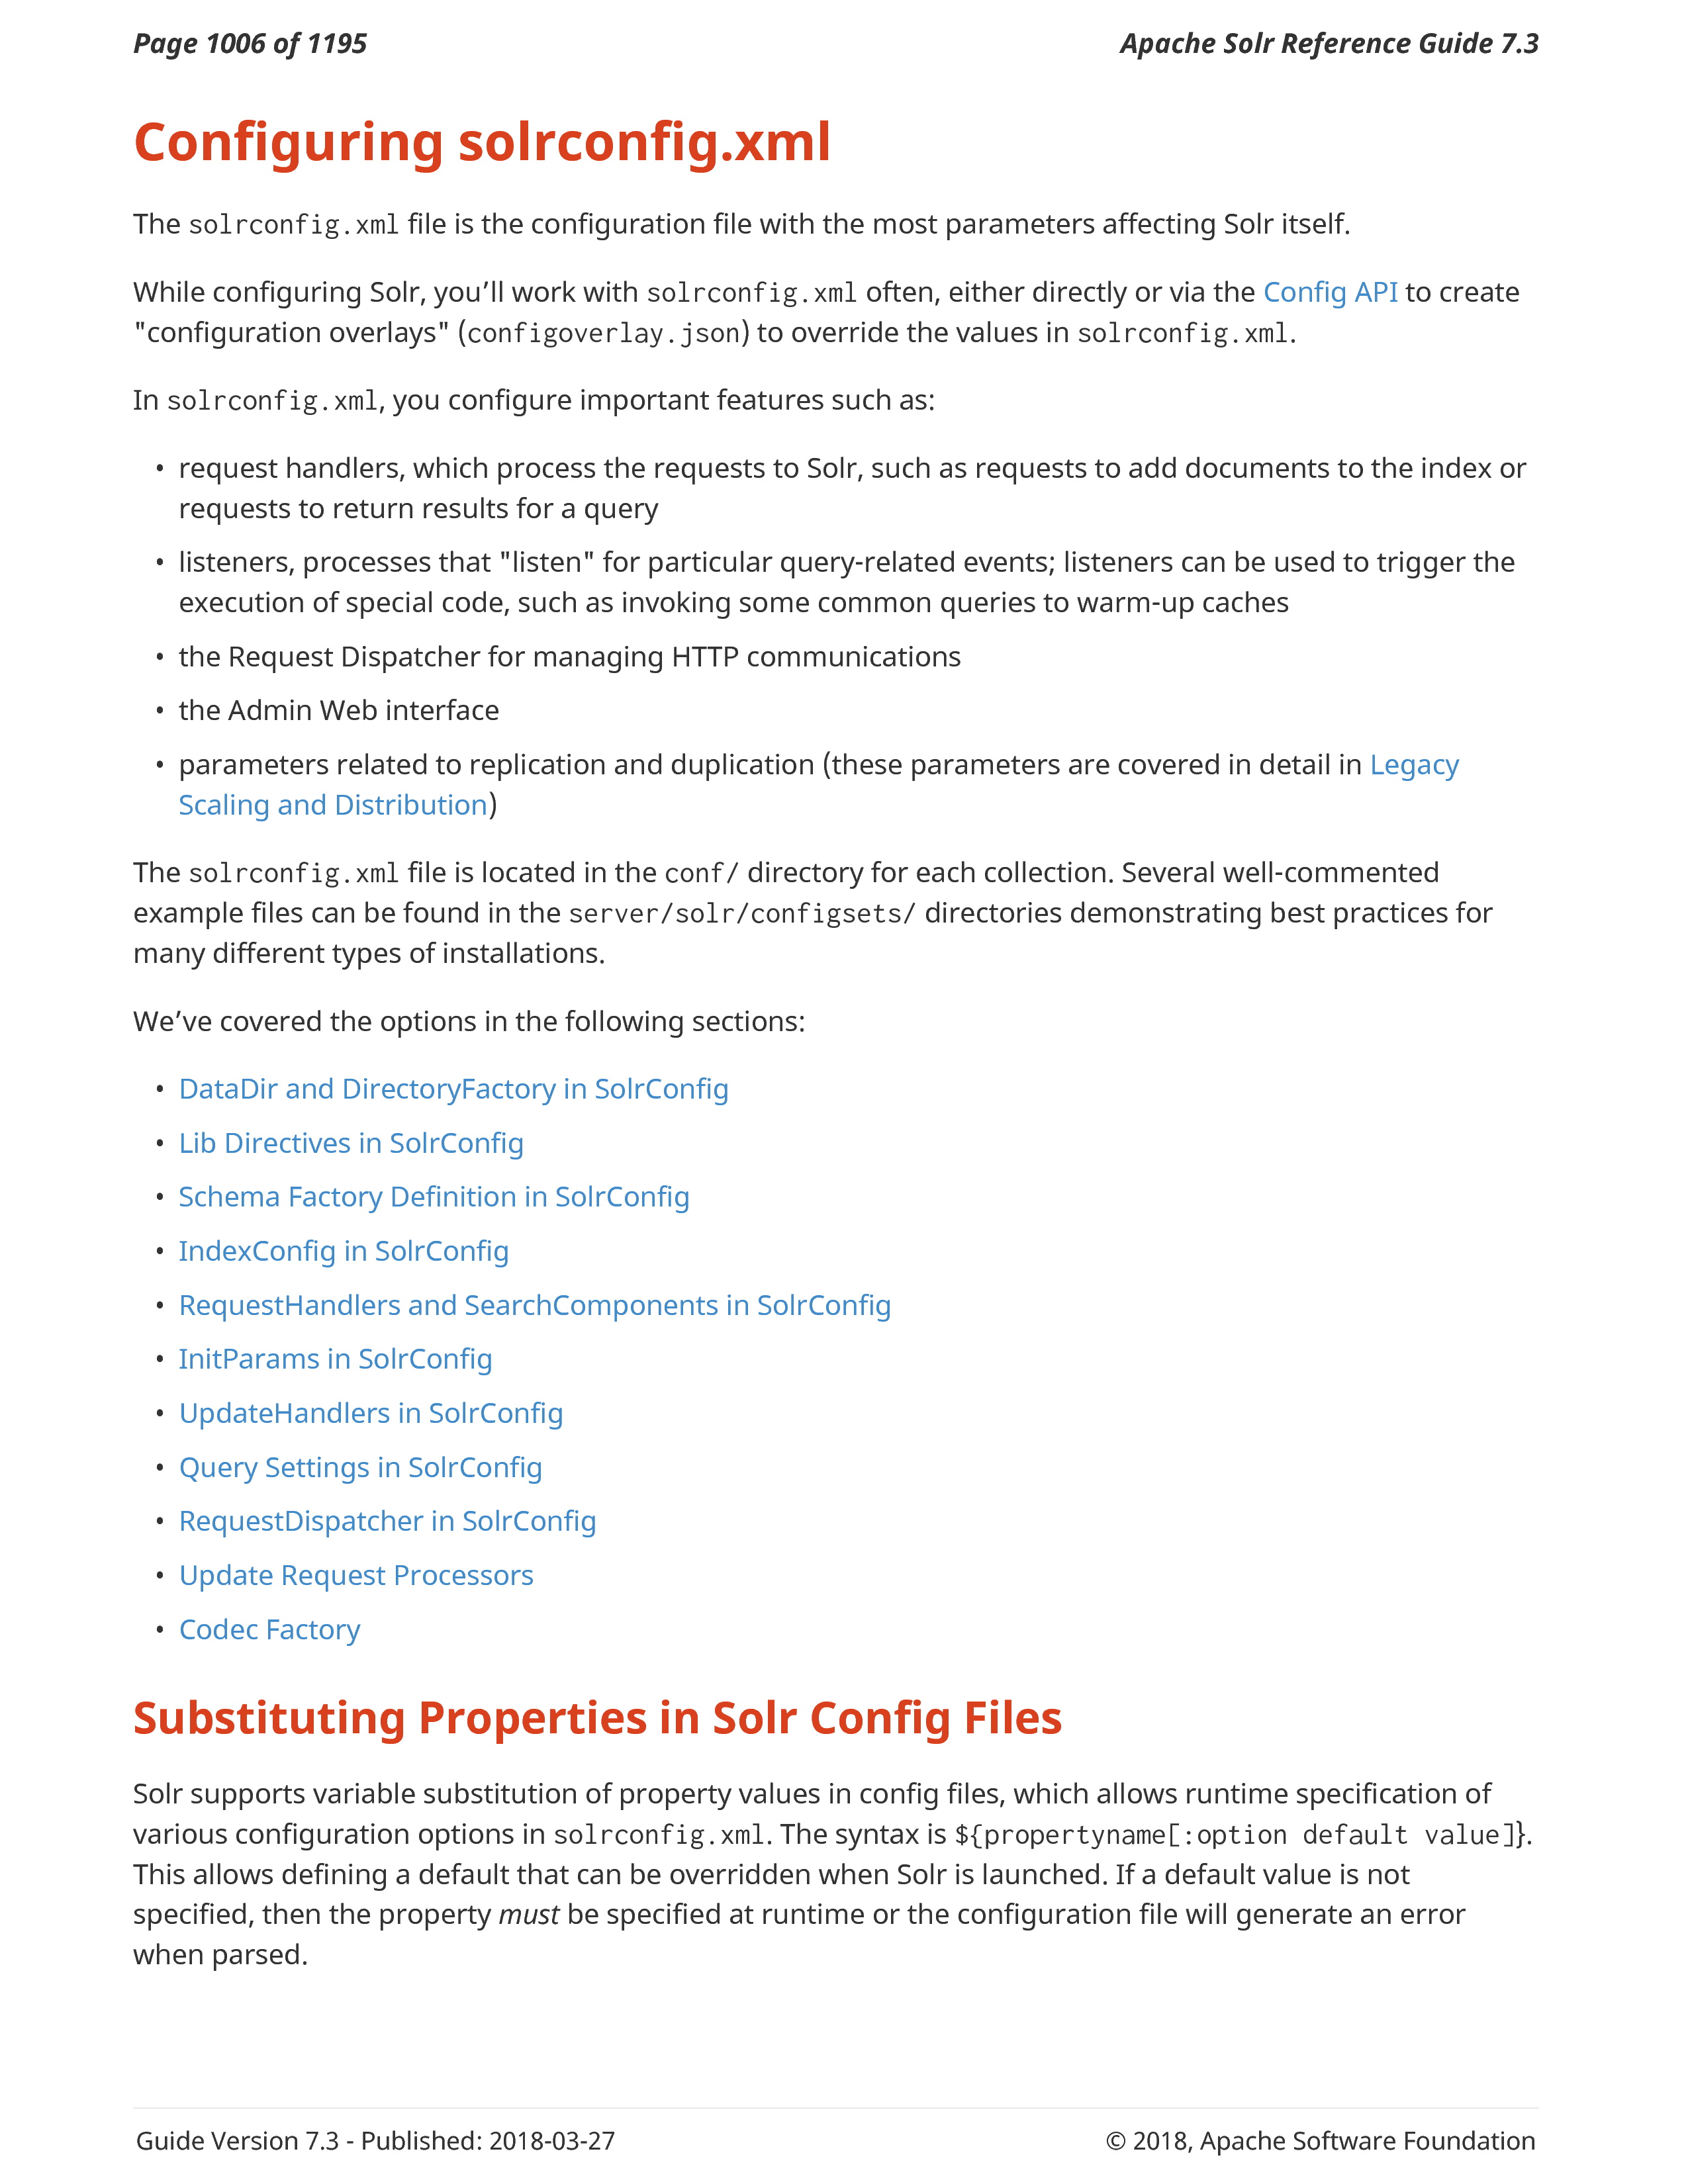 Page 1006 of 1195
Apache Solr Reference Guide 7.3
Configuring solrconfig.xml
The solrconfig.xml file is the configuration file with the most parameters affecting Solr itself.
While configuring Solr, you’ll work with solrconfig.xml often, either directly or via the Config API to create
"configuration overlays" (configoverlay.json) to override the values in solrconfig.xml.
In solrconfig.xml, you configure important features such as:
• request handlers, which process the requests to Solr, such as requests to add documents to the index or
requests to return results for a query
• listeners, processes that "listen" for particular query-related events; listeners can be used to trigger the
execution of special code, such as invoking some common queries to warm-up caches
• the Request Dispatcher for managing HTTP communications
• the Admin Web interface
• parameters related to replication and duplication (these parameters are covered in detail in Legacy
Scaling and Distribution)
The solrconfig.xml file is located in the conf/ directory for each collection. Several well-commented
example files can be found in the server/solr/configsets/ directories demonstrating best practices for
many different types of installations.
We’ve covered the options in the following sections:
• DataDir and DirectoryFactory in SolrConfig
• Lib Directives in SolrConfig
• Schema Factory Definition in SolrConfig
• IndexConfig in SolrConfig
• RequestHandlers and SearchComponents in SolrConfig
• InitParams in SolrConfig
• UpdateHandlers in SolrConfig
• Query Settings in SolrConfig
• RequestDispatcher in SolrConfig
• Update Request Processors
• Codec Factory
Substituting Properties in Solr Config Files
Solr supports variable substitution of property values in config files, which allows runtime specification of
various configuration options in solrconfig.xml. The syntax is ${propertyname[:option default value]}.
This allows defining a default that can be overridden when Solr is launched. If a default value is not
specified, then the property must be specified at runtime or the configuration file will generate an error
when parsed.
Guide Version 7.3 - Published: 2018-03-27
© 2018, Apache Software Foundation